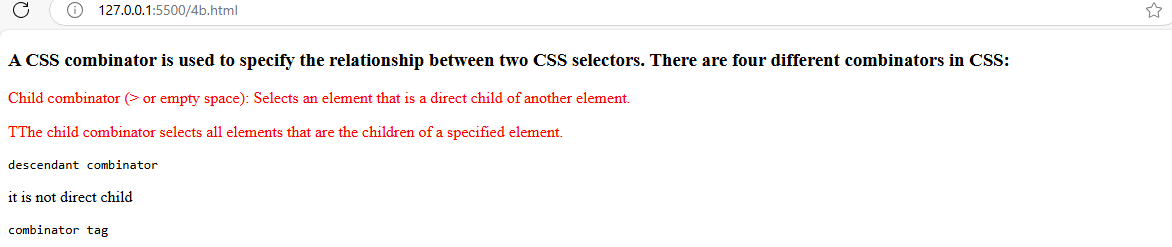 127.0.0.1:5500/4b.html
A CSS combinator is used to specify the relationship between two CSS selectors. There are four different combinators in CSS:
Child combinator (> or empty space): Selects an element that is a direct child of another element.
TThe child combinator selects all elements that are the children of a specified element.
descendant combinator
it is not direct child
combinator tag